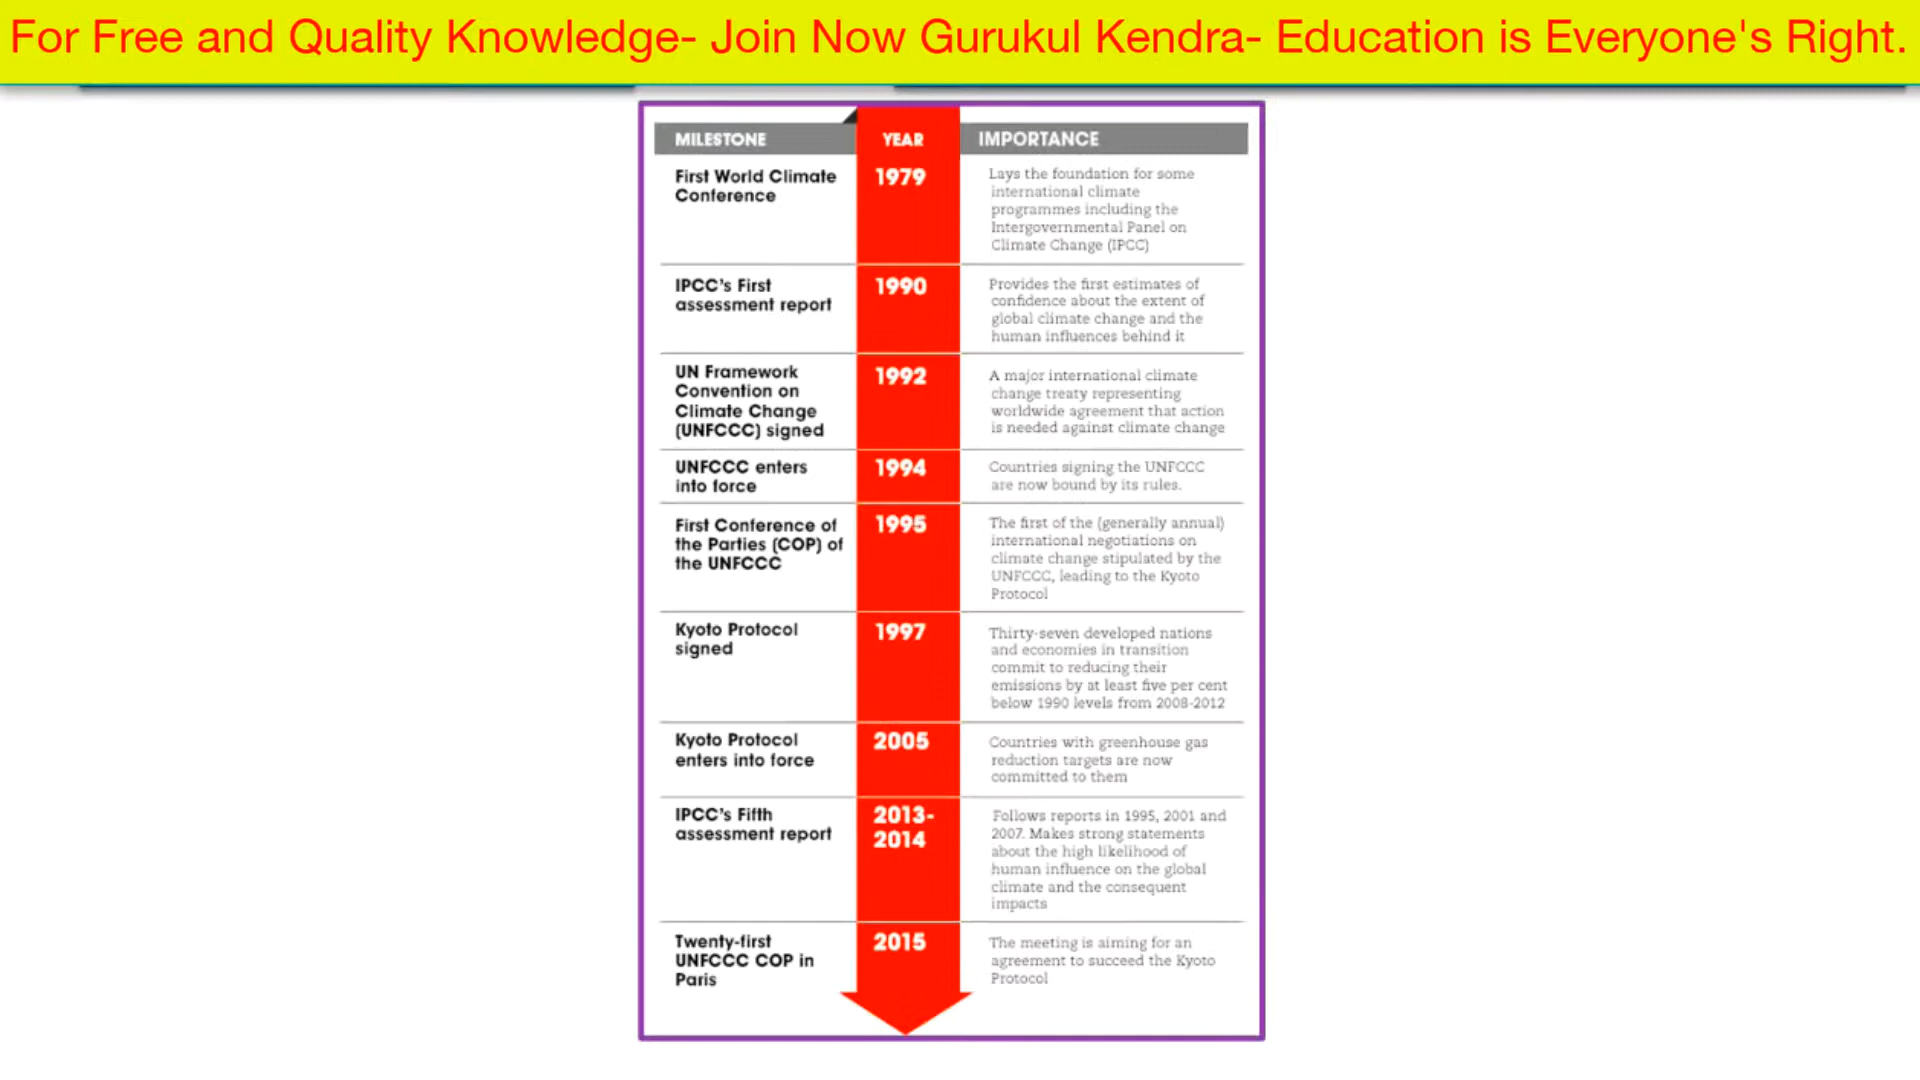 For Free and Quality Knowledge- Join Now Gurukul Kendra- Education is Everyone's Right.
MILESTONE YEAR IMPORTANCE
First World Climate
Conference
1979
Lays the foundation for some
international climate
programmes including the
Intergovernmental Panel on
Climate Change (IPCC)
IPCC's First
assessment report
1990
Provides the first estimates of
confidence about the extent of
global climate change and the
human influences behind it
UN Framework
Convention on
Climate Change
(UNFCCC) signed
1992
A major international climate
change treaty representing
worldwide agreement that action
is needed against climate change
UNFCCC enters
into force
1994
Countries signing the UNFCCC
are now bound by its rules.
First Conference of
the Parties (COP) of
the UNFCCC
1995
The first of the (generally annual)
international negotiations on
climate change stipulated by the
UNFCCC, leading to the Kyoto
Protocol
Kyoto Protocol
signed
1997
Thirty-seven developed nations
and economies in transition
commit to reducing their
emissions by at least five per cent
below 1990 levels from 2008-2012
Kyoto Protocol
enters into force
2005
Countries with greenhouse gas
reduction targets are now
committed to them
IPCC's Fifth
assessment report
2013-
2014
Follows reports in 1995, 2001 and
2007. Makes strong statements
about the high likelihood of
human influence on the global
climate and the consequent
impacts
Twenty-first
UNFCCC COP in
Paris
2015
The meeting is aiming for an
agreement to succeed the Kyoto
Protocol